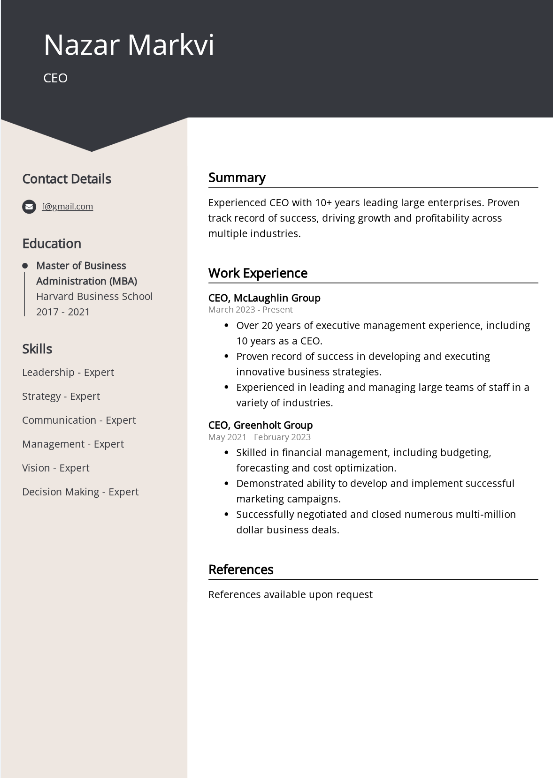 Nazar Markvi
CEO
Contact Details
l@gmail.com
Education
Master of Business
Administration (MBA)
Harvard Business School
2017 - 2021
Skills
Leadership - Expert
Strategy - Expert
Communication - Expert
Management - Expert
Vision - Expert
Decision Making - Expert
Summary
Experienced CEO with 10+ years leading large enterprises. Proven
track record of success, driving growth and profitability across
multiple industries.
Work Experience
CEO, McLaughlin Group
March 2023 - Present
• Over 20 years of executive management experience, including
10 years as a CEO.
• Proven record of success in developing and executing
innovative business strategies.
• Experienced in leading and managing large teams of staff in a
variety of industries.
CEO, Greenholt Group
May 2021 - February 2023
• Skilled in financial management, including budgeting,
forecasting and cost optimization.
• Demonstrated ability to develop and implement successful
marketing campaigns.
• Successfully negotiated and closed numerous multi-million
dollar business deals.
References
References available upon request